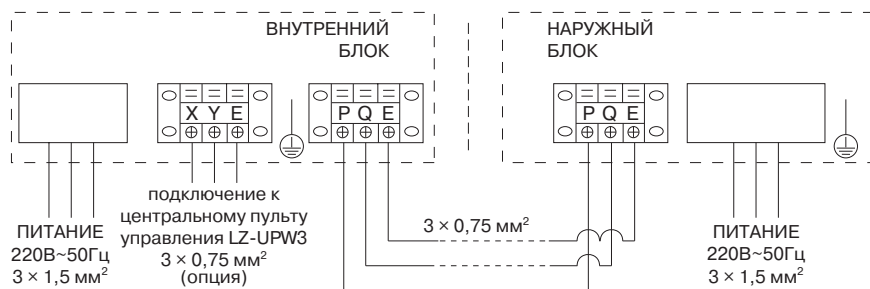 ВНУТРЕННИЙ
БЛОК
НАРУЖНЫЙ
БЛОК
X Y E
P Q E
P Q E
ПИТАНИЕ
220В~50Гц
3 × 1,5 мм²
подключение к
центральному пульту
управления LZ-UPW3
3 × 0,75 мм²
(опция)
3 × 0,75 мм²
ПИТАНИЕ
220В~50Гц
3 × 1,5 мм²